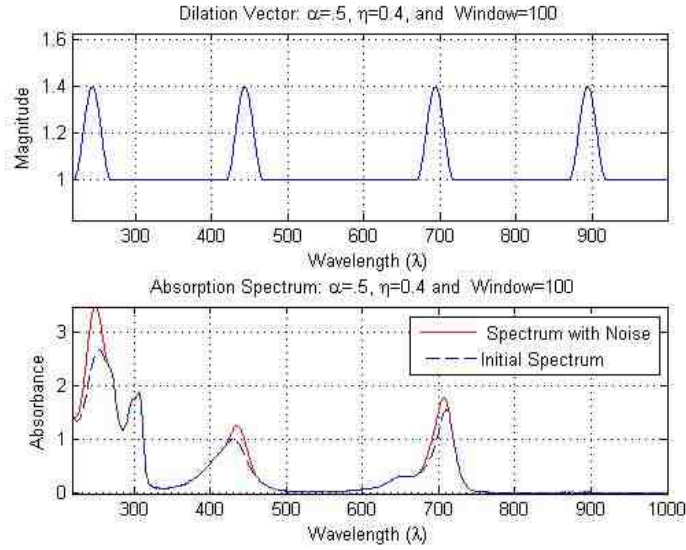 Dilation Vector: α=.5, η=0.4, and Window=100
1.6
1.4
1.2
1
Magnitude
300 400 500 600 700 800 900
Wavelength (λ)
Absorption Spectrum: α=.5, η=0.4 and Window=100
3
2
1
0
Absorbance
Spectrum with Noise
Initial Spectrum
300 400 500 600 700 800 900 1000
Wavelength (λ)